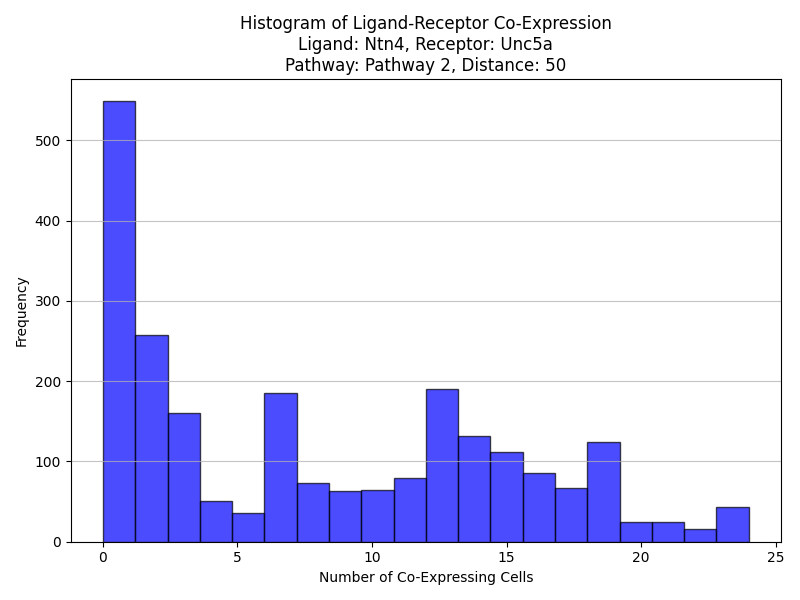 Histogram of Ligand-Receptor Co-Expression
Ligand: Ntn4, Receptor: Unc5a
Pathway: Pathway 2, Distance: 50
500
400
300
200
100
0
Frequency
0 5 10 15 20 25
Number of Co-Expressing Cells